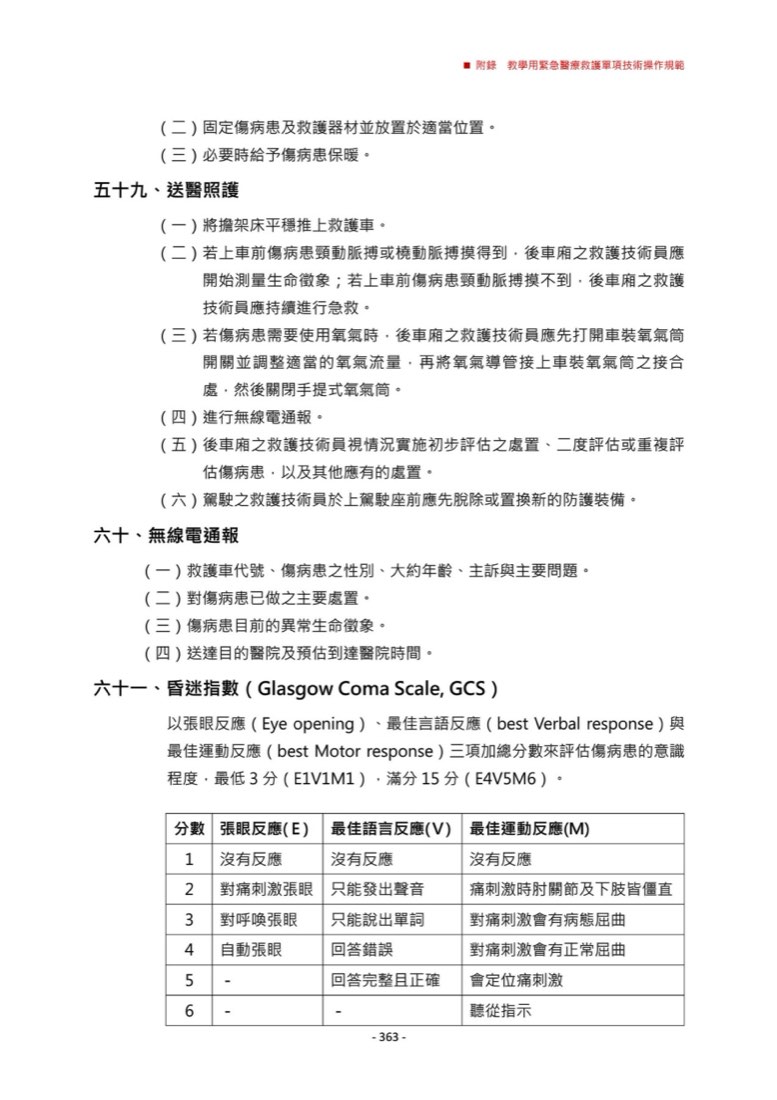 ■ 附錄　教學用緊急醫療救護單項技術操作規範
（二）固定傷病患及救護器材並放置於適當位置。
（三）必要時給予傷病患保暖。
五十九、送醫照護
（一）將擔架床平穩推上救護車。
（二）若上車前傷病患頸動脈搏或橈動脈搏摸得到，後車廂之救護技術員應
開始測量生命徵象；若上車前傷病患頸動脈搏摸不到，後車廂之救護
技術員應持續進行急救。
（三）若傷病患需要使用氧氣時，後車廂之救護技術員應先打開車裝氧氣筒
開關並調整適當的氧氣流量，再將氧氣導管接上車裝氧氣筒之接合
處，然後關閉手提式氧氣筒。
（四）進行無線電通報。
（五）後車廂之救護技術員視情況實施初步評估之處置、二度評估或重複評
估傷病患，以及其他應有的處置。
（六）駕駛之救護技術員於上駕駛座前應先脫除或置換新的防護裝備。
六十、無線電通報
（一）救護車代號、傷病患之性別、大約年齡、主訴與主要問題。
（二）對傷病患已做之主要處置。
（三）傷病患目前的異常生命徵象。
（四）送達目的醫院及預估到達醫院時間。
六十一、昏迷指數（Glasgow Coma Scale, GCS）
以張眼反應（Eye opening）、最佳言語反應（best Verbal response）與
最佳運動反應（best Motor response）三項加總分數來評估傷病患的意識
程度，最低 3 分（E1V1M1），滿分 15 分（E4V5M6）。
分數 張眼反應(E) 最佳語言反應(V) 最佳運動反應(M)
1 沒有反應 沒有反應 沒有反應
2 對痛刺激張眼 只能發出聲音 痛刺激時肘關節及下肢皆僵直
3 對呼喚張眼 只能說出單詞 對痛刺激會有病態屈曲
4 自動張眼 回答錯誤 對痛刺激會有正常屈曲
5 - 回答完整且正確 會定位痛刺激
6 - - 聽從指示
- 363 -